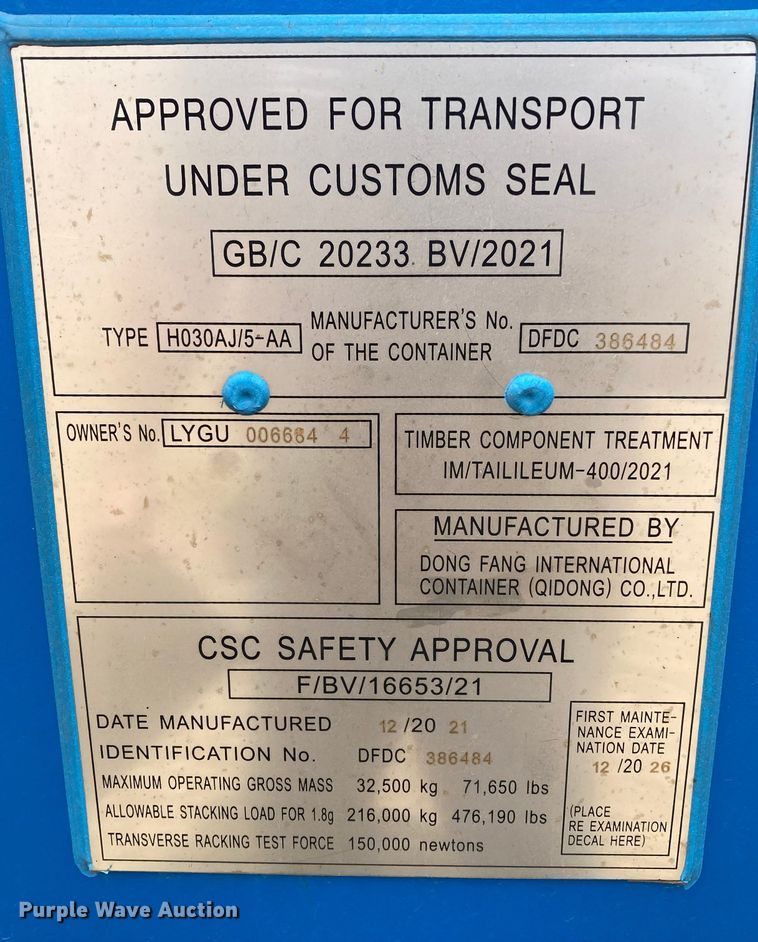 APPROVED FOR TRANSPORT
UNDER CUSTOMS SEAL
GB/C 20233 BV/2021
TYPE H030AJ/5-AA
MANUFACTURER'S No.
OF THE CONTAINER
DFDC 386484
OWNER'S No. LYGU 006664 4
TIMBER COMPONENT TREATMENT
IM/TAILILEUM-400/2021
MANUFACTURED BY
DONG FANG INTERNATIONAL
CONTAINER (QIDONG) CO.,LTD.
CSC SAFETY APPROVAL
F/BV/16653/21
DATE MANUFACTURED 12 /20 21
IDENTIFICATION No. DFDC 386484
MAXIMUM OPERATING GROSS MASS 32,500 kg 71,650 lbs
ALLOWABLE STACKING LOAD FOR 1.8g 216,000 kg 476,190 lbs
TRANSVERSE RACKING TEST FORCE 150,000 newtons
FIRST MAINTE-
NANCE EXAMI-
NATION DATE
12 /20 26
(PLACE
RE EXAMINATION
DECAL HERE)
Purple Wave Auction